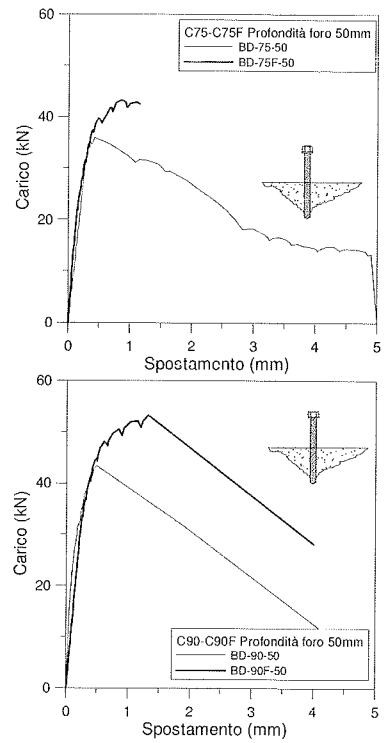 60
C75-C75F Profondità foro 50mm
BD-75-50
BD-75F-50
40
Carico (kN)
20
0
0 1 2 3 4 5
Spostamento (mm)
60
40
Carico (kN)
20
C90-C90F Profondità foro 50mm
BD-90-50
BD-90F-50
0
0 1 2 3 4 5
Spostamento (mm)